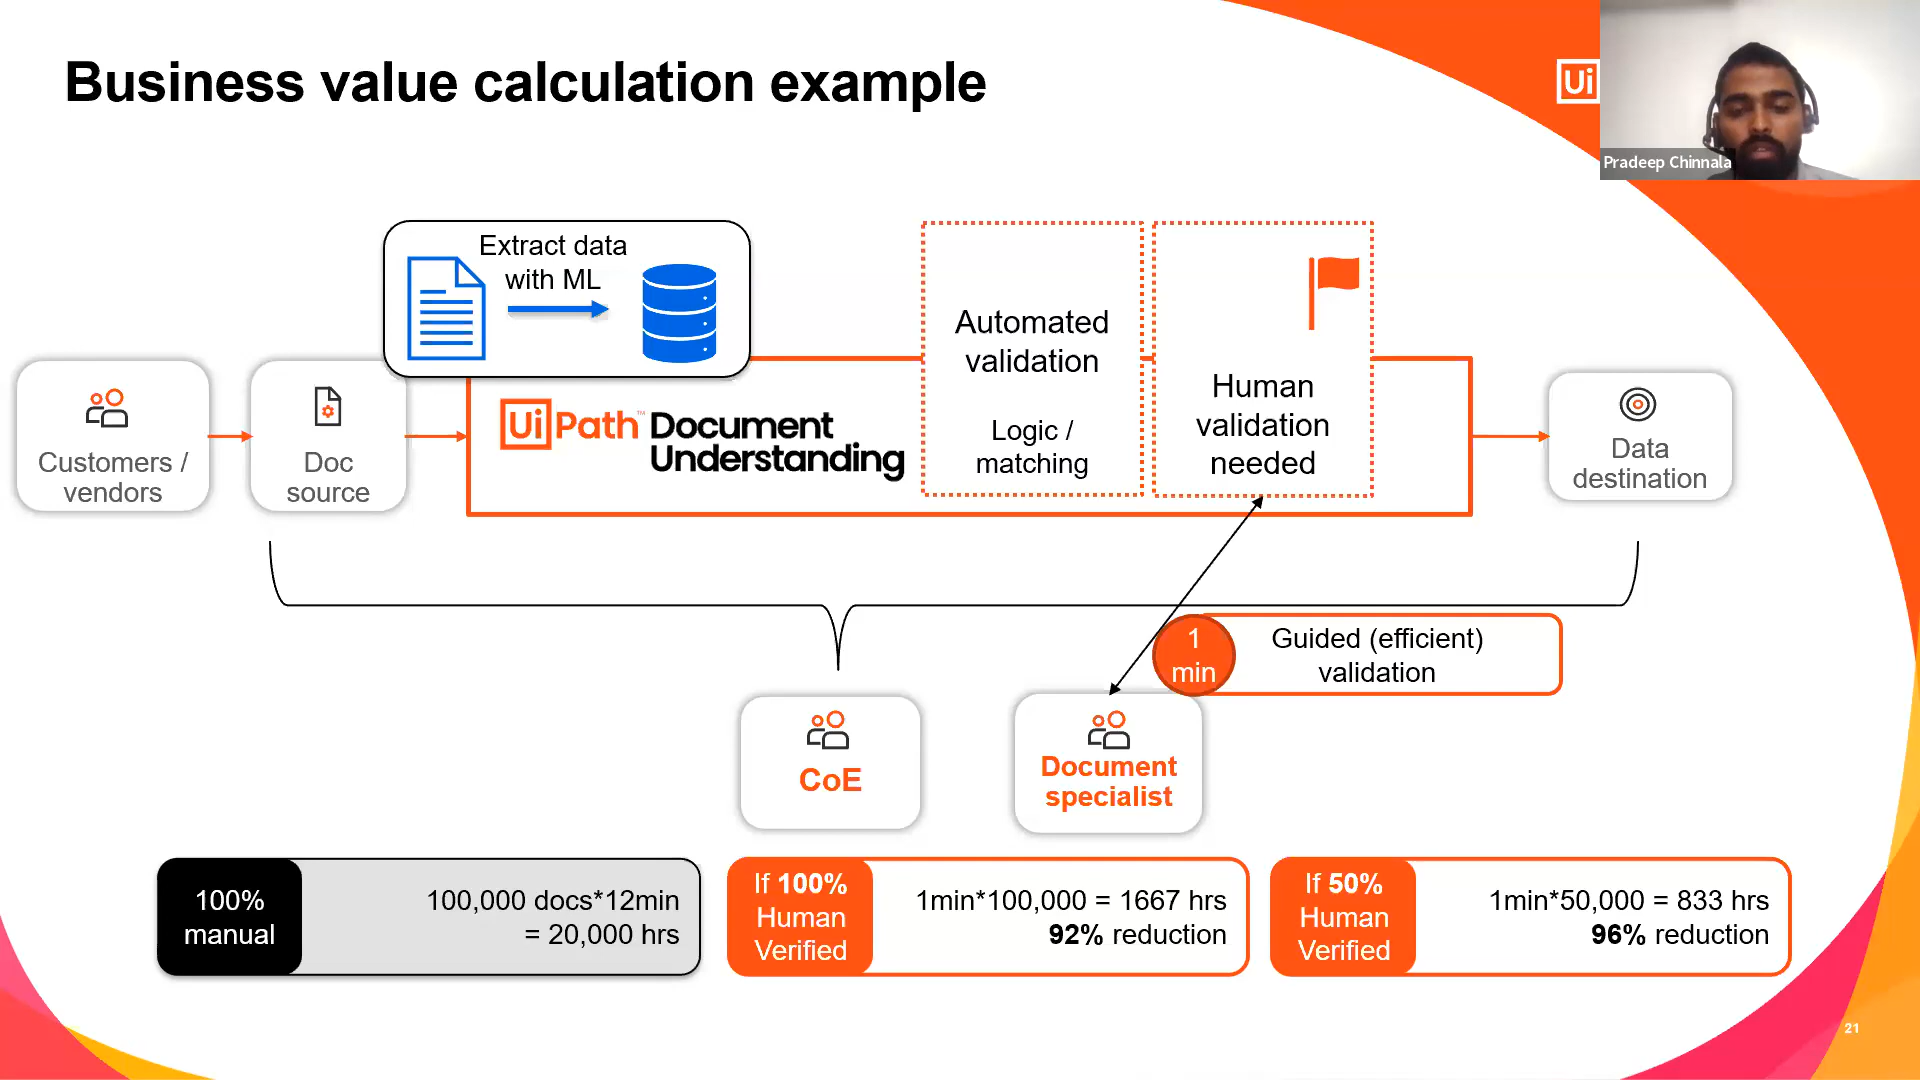 Business value calculation example
Ui
Pradeep Chinnala
Extract data
with ML
Automated
validation
Logic /
matching
Human
validation
needed
Customers /
vendors
Doc
source
UiPath™ Document
Understanding
Data
destination
1
min
Guided (efficient)
validation
CoE
Document
specialist
100%
manual
100,000 docs*12min
= 20,000 hrs
If 100%
Human
Verified
1min*100,000 = 1667 hrs
92% reduction
If 50%
Human
Verified
1min*50,000 = 833 hrs
96% reduction
21